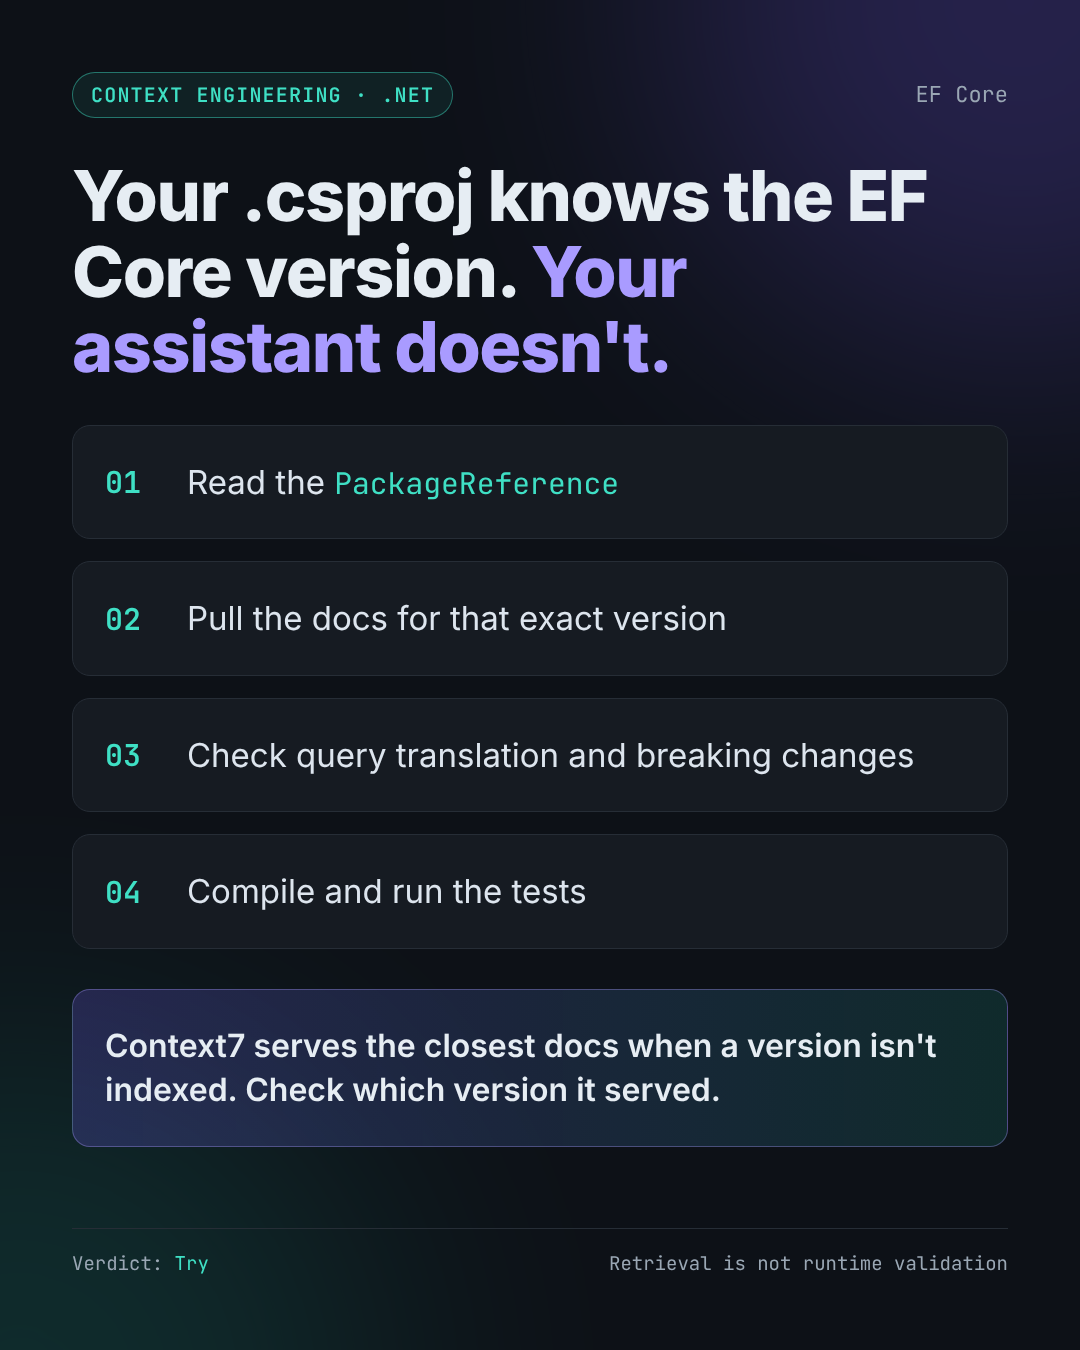 CONTEXT ENGINEERING · .NET
EF Core
Your .csproj knows the EF
Core version. Your
assistant doesn't.
01 Read the PackageReference
02 Pull the docs for that exact version
03 Check query translation and breaking changes
04 Compile and run the tests
Context7 serves the closest docs when a version isn't
indexed. Check which version it served.
Verdict: Try
Retrieval is not runtime validation